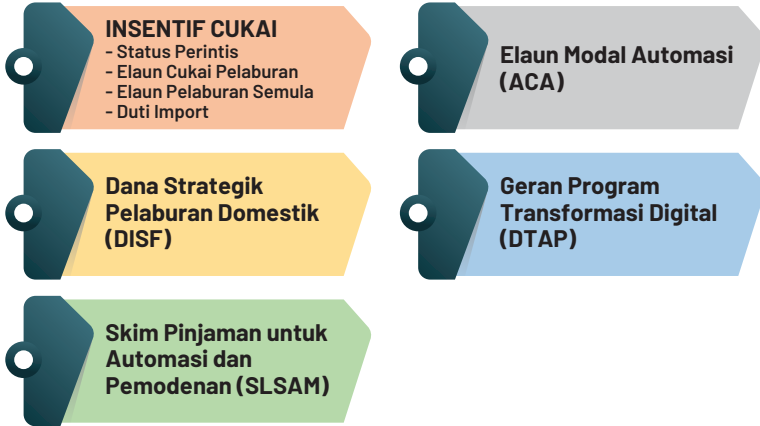 INSENTIF CUKAI
- Status Perintis
- Elaun Cukai Pelaburan
- Elaun Pelaburan Semula
- Duti Import
Elaun Modal Automasi
(ACA)
Dana Strategik
Pelaburan Domestik
(DISF)
Geran Program
Transformasi Digital
(DTAP)
Skim Pinjaman untuk
Automasi dan
Pemodenan (SLSAM)